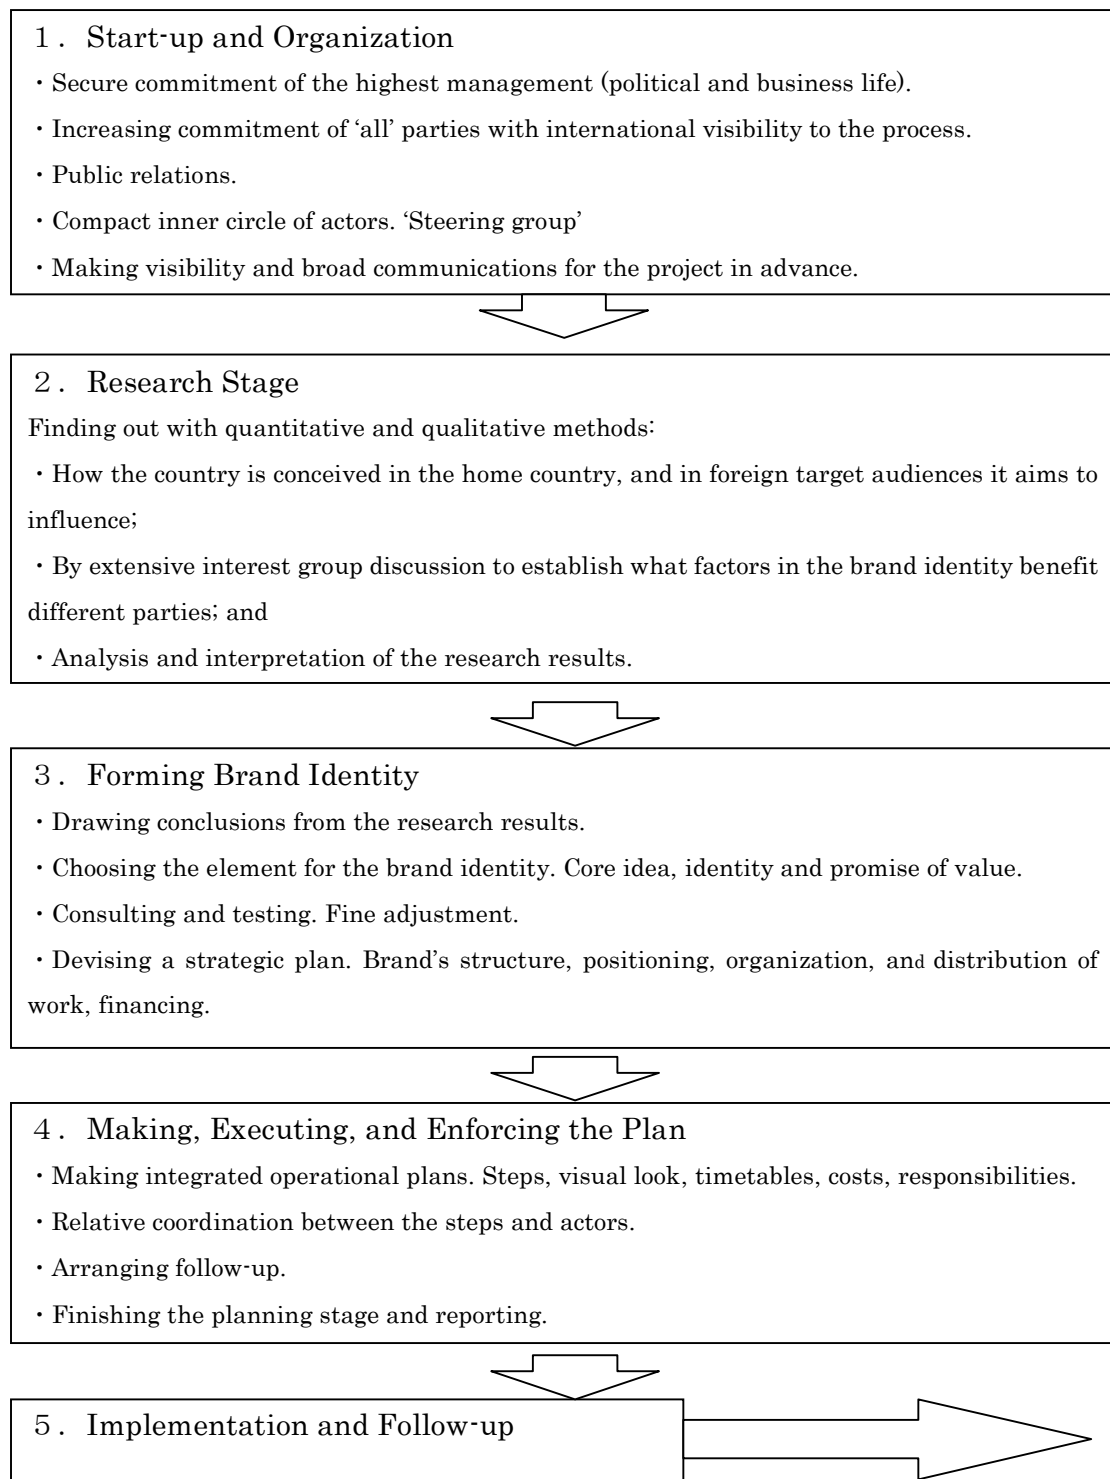 １．Start-up and Organization
・Secure commitment of the highest management (political and business life).
・Increasing commitment of ‘all’ parties with international visibility to the process.
・Public relations.
・Compact inner circle of actors. ‘Steering group’
・Making visibility and broad communications for the project in advance.
２．Research Stage
Finding out with quantitative and qualitative methods:
・How the country is conceived in the home country, and in foreign target audiences it aims to
influence;
・By extensive interest group discussion to establish what factors in the brand identity benefit
different parties; and
・Analysis and interpretation of the research results.
３．Forming Brand Identity
・Drawing conclusions from the research results.
・Choosing the element for the brand identity. Core idea, identity and promise of value.
・Consulting and testing. Fine adjustment.
・Devising a strategic plan. Brand’s structure, positioning, organization, and distribution of
work, financing.
４．Making, Executing, and Enforcing the Plan
・Making integrated operational plans. Steps, visual look, timetables, costs, responsibilities.
・Relative coordination between the steps and actors.
・Arranging follow-up.
・Finishing the planning stage and reporting.
５．Implementation and Follow-up